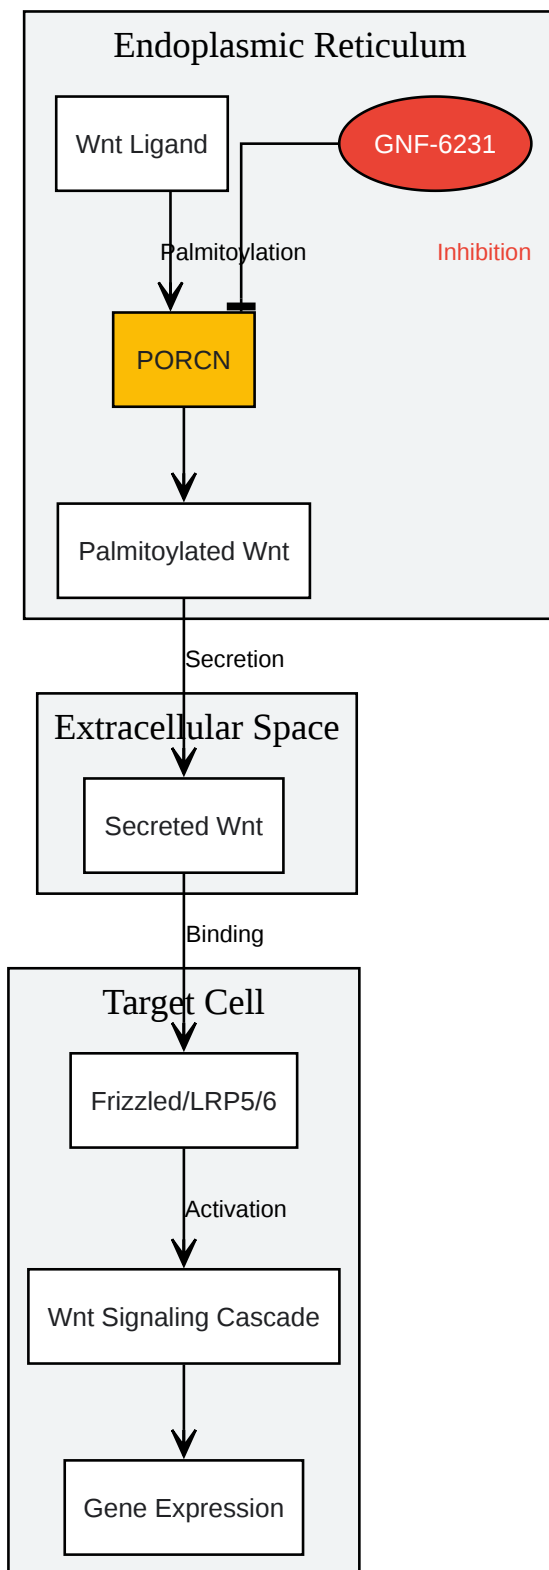 Endoplasmic Reticulum
Wnt Ligand
GNF-6231
Palmitoylation
Inhibition
PORCN
Palmitoylated Wnt
Secretion
Extracellular Space
Secreted Wnt
Binding
Target Cell
Frizzled/LRP5/6
Activation
Wnt Signaling Cascade
Gene Expression